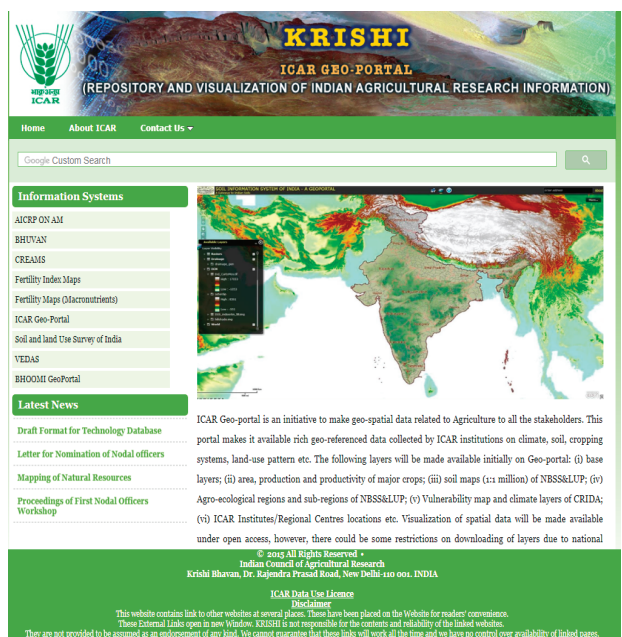 KRISHI
ICAR GEO-PORTAL
(REPOSITORY AND VISUALIZATION OF INDIAN AGRICULTURAL RESEARCH INFORMATION)
ICAR
Home About ICAR Contact Us
Google Custom Search
Information Systems
AICRP ON AM
BHUVAN
CREAMS
Fertility Index Maps
Fertility Maps (Macronutrients)
ICAR Geo-Portal
Soil and land Use Survey of India
VEDAS
BHOOMI GeoPortal
Latest News
Draft Format for Technology Database
Letter for Nomination of Nodal officers
Mapping of Natural Resources
Proceedings of First Nodal Officers
Workshop
SOIL INFORMATION SYSTEM OF INDIA - A GEOPORTAL
ICAR Geo-portal is an initiative to make geo-spatial data related to Agriculture to all the stakeholders. This
portal makes it available rich geo-referenced data collected by ICAR institutions on climate, soil, cropping
systems, land-use pattern etc. The following layers will be made available initially on Geo-portal: (i) base
layers; (ii) area, production and productivity of major crops; (iii) soil maps (1:1 million) of NBSS&LUP; (iv)
Agro-ecological regions and sub-regions of NBSS&LUP; (v) Vulnerability map and climate layers of CRIDA;
(vi) ICAR Institutes/Regional Centres locations etc. Visualization of spatial data will be made available
under open access, however, there could be some restrictions on downloading of layers due to national
© 2015 All Rights Reserved •
Indian Council of Agricultural Research
Krishi Bhavan, Dr. Rajendra Prasad Road, New Delhi-110 001. INDIA
ICAR Data Use Licence
Disclaimer
This website contains link to other websites at several places. These have been placed on the Website for readers' convenience.
These External Links open in new Window. KRISHI is not responsible for the contents and reliability of the linked websites.
They are not provided to be assumed as an endorsement of any kind. We cannot guarantee that these links will work all the time and we have no control over availability of linked pages.